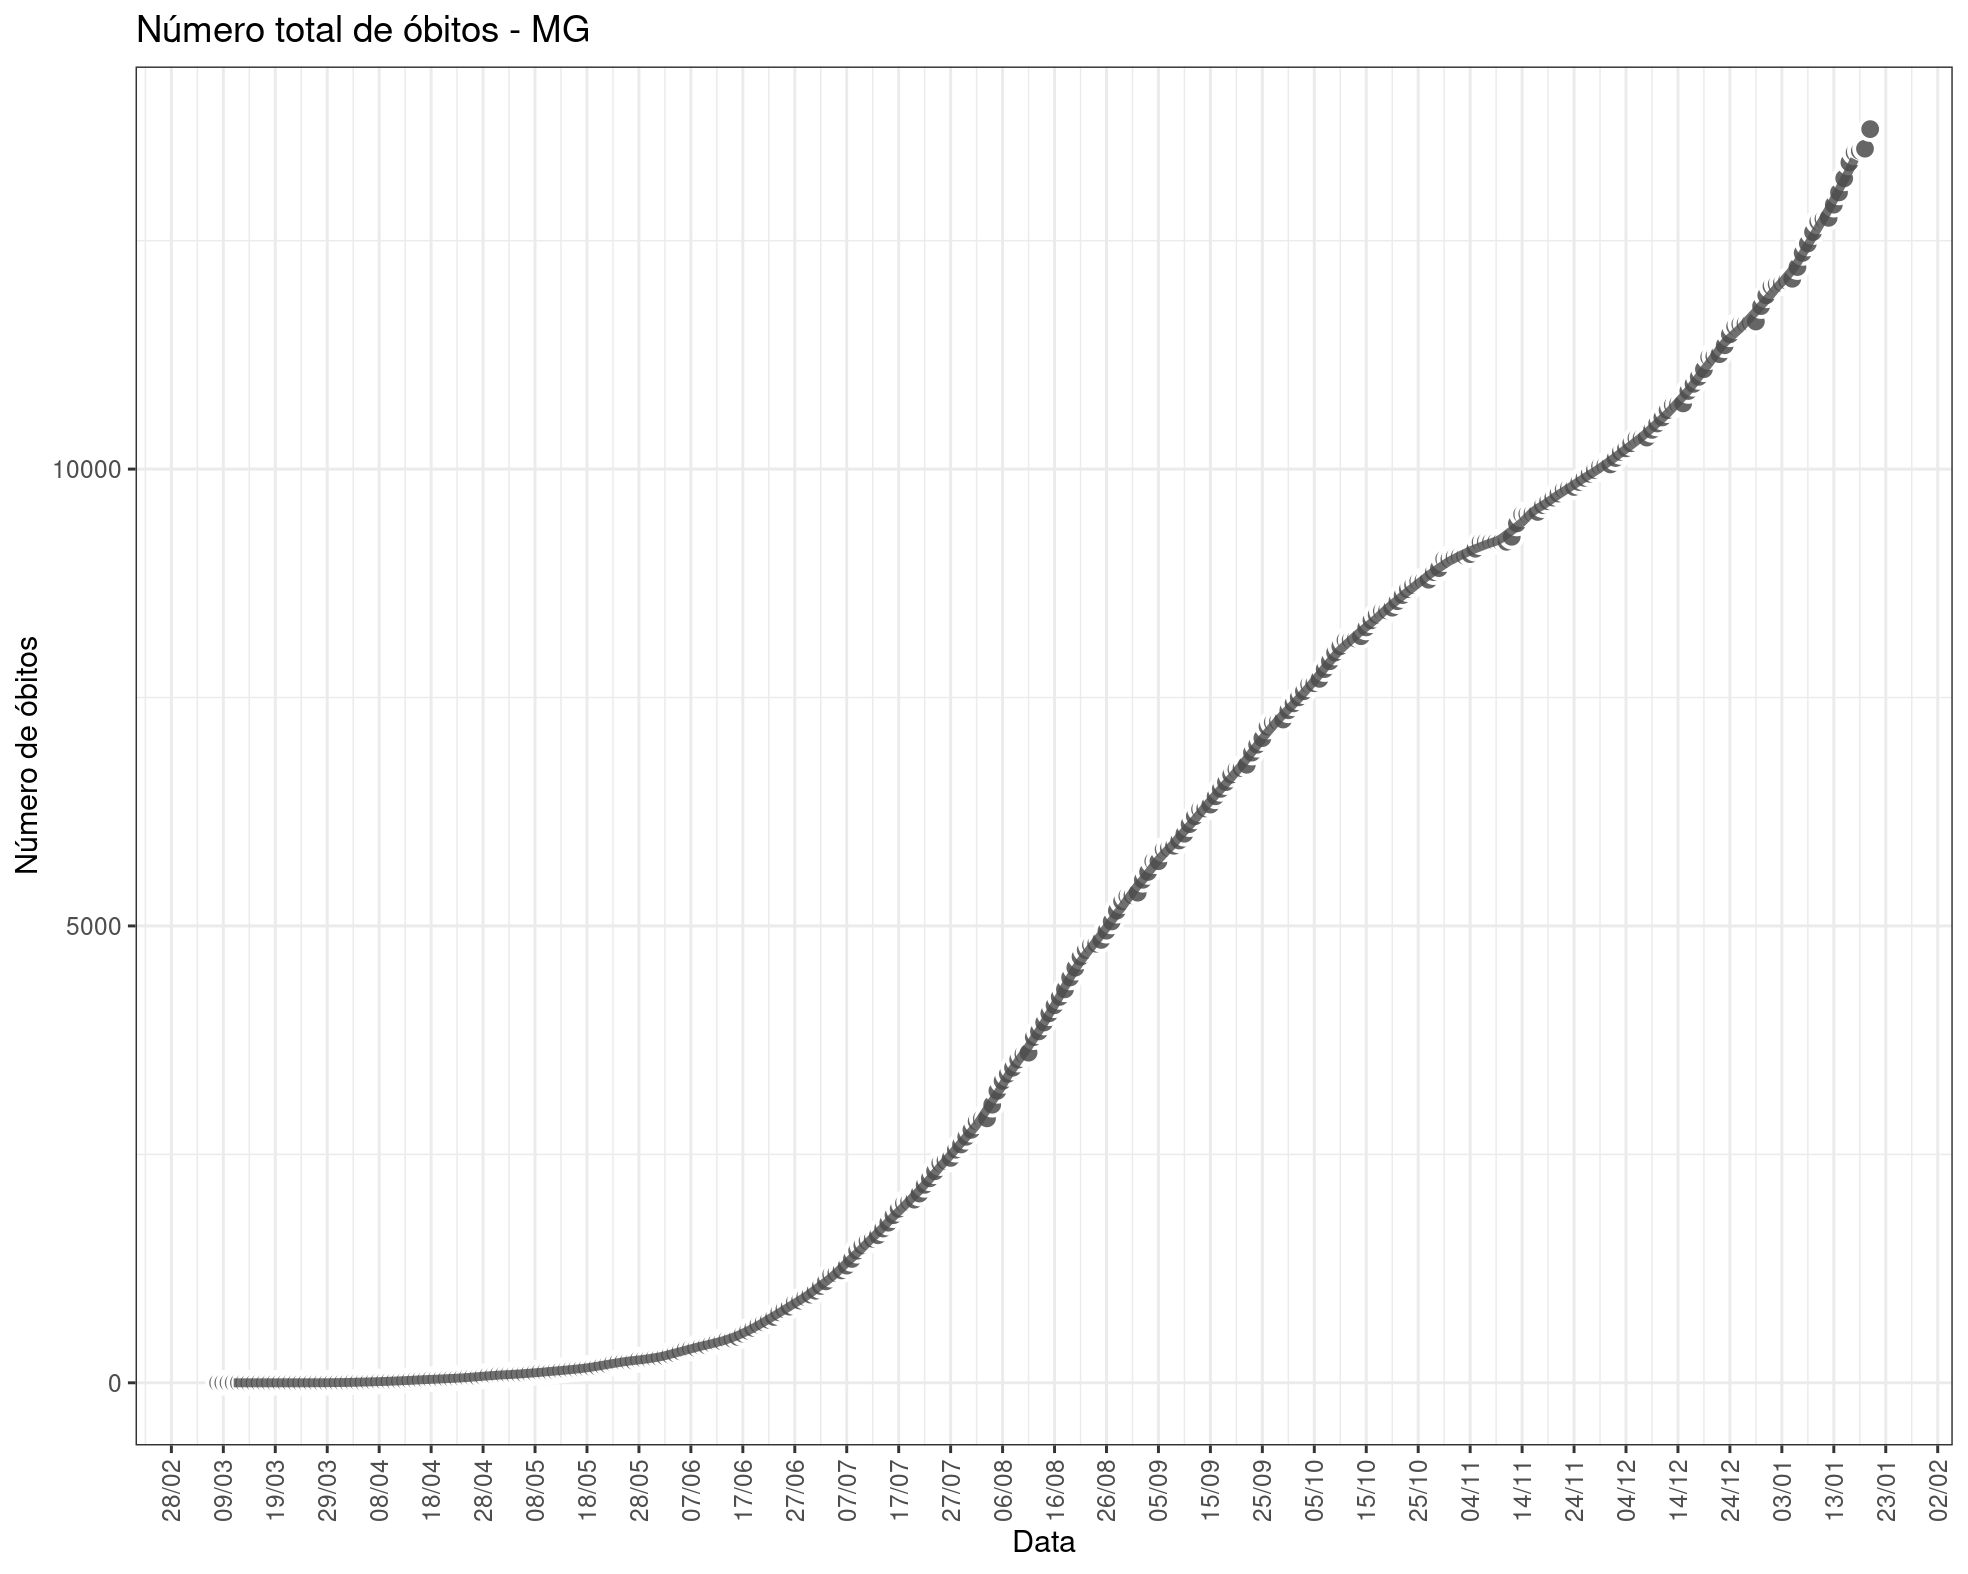 Número total de óbitos - MG
Número de óbitos
10000
5000
0
28/02 09/03 19/03 29/03 08/04 18/04 28/04 08/05 18/05 28/05 07/06 17/06 27/06 07/07 17/07 27/07 06/08 16/08 26/08 05/09 15/09 25/09 05/10 15/10 25/10 04/11 14/11 24/11 04/12 14/12 24/12 03/01 13/01 23/01 02/02
Data